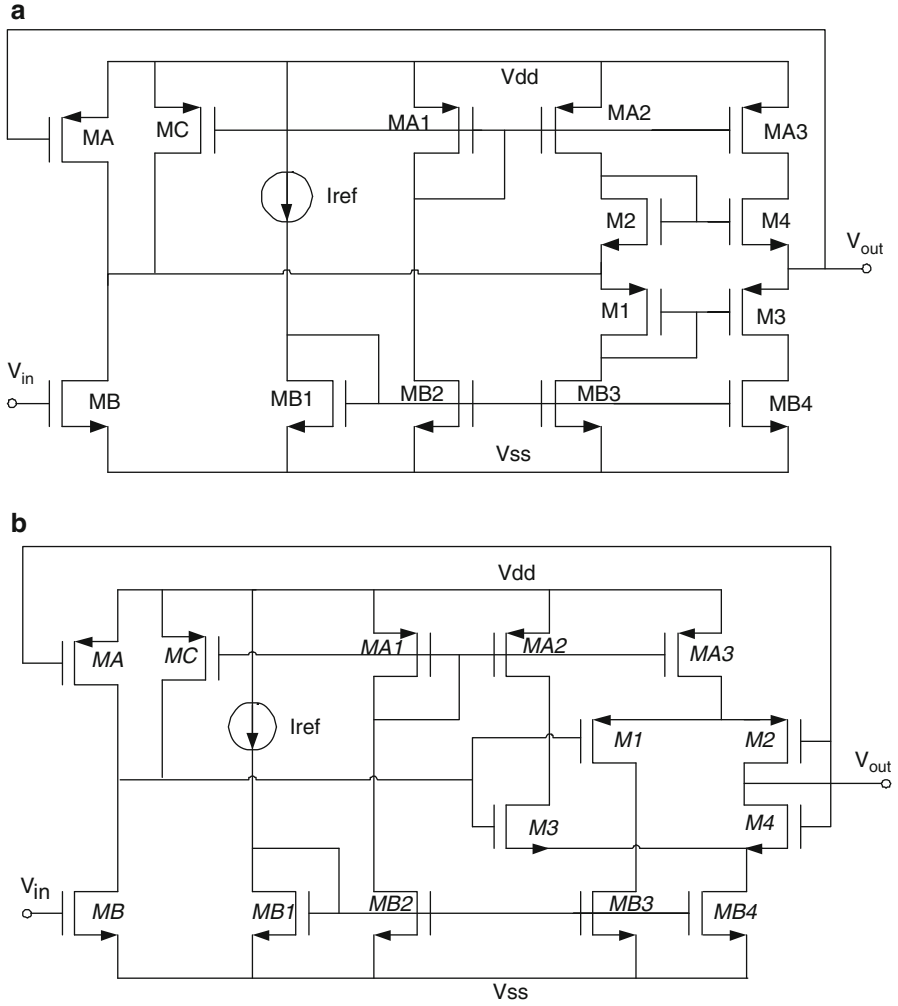 a
Vdd
MA
MC
MA1
MA2
MA3
Iref
M2
M4
Vout
M1
M3
Vin
MB
MB1
MB2
MB3
MB4
Vss
b
Vdd
MA
MC
MA1
MA2
MA3
Iref
M1
M2
Vout
M3
M4
Vin
MB
MB1
MB2
MB3
MB4
Vss